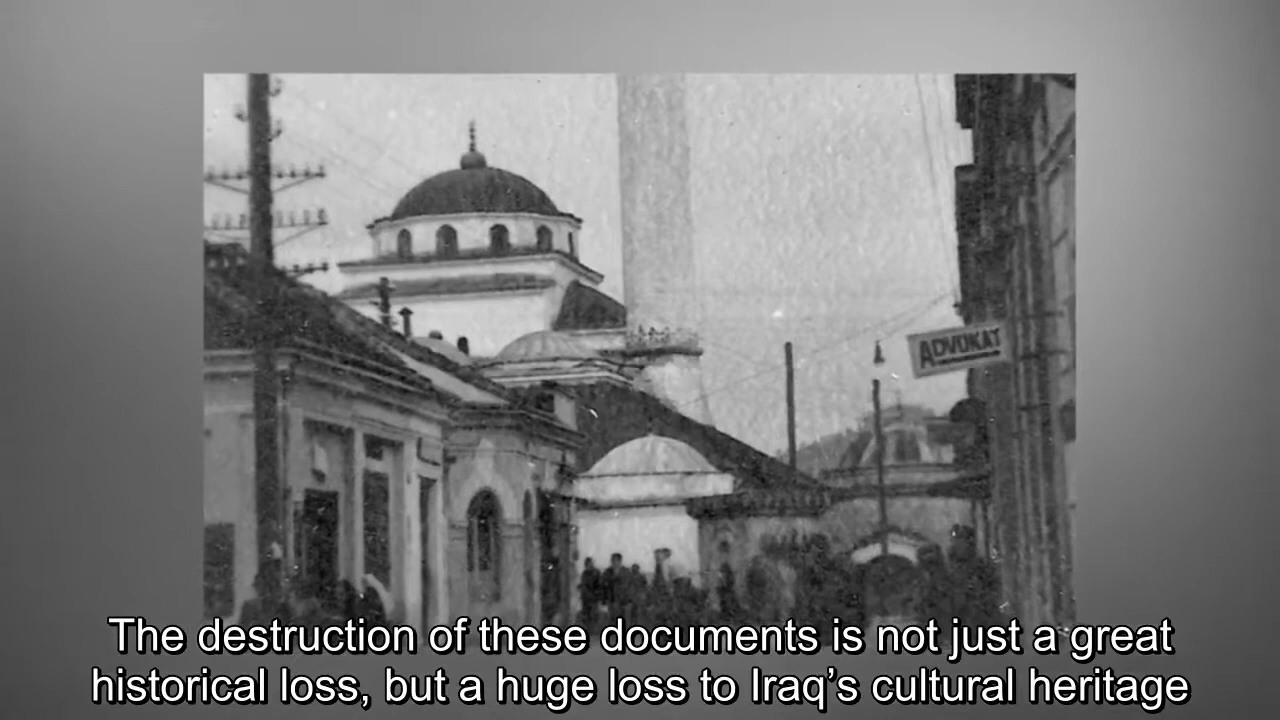 ADVOKAT
The destruction of these documents is not just a great
historical loss, but a huge loss to Iraq’s cultural heritage